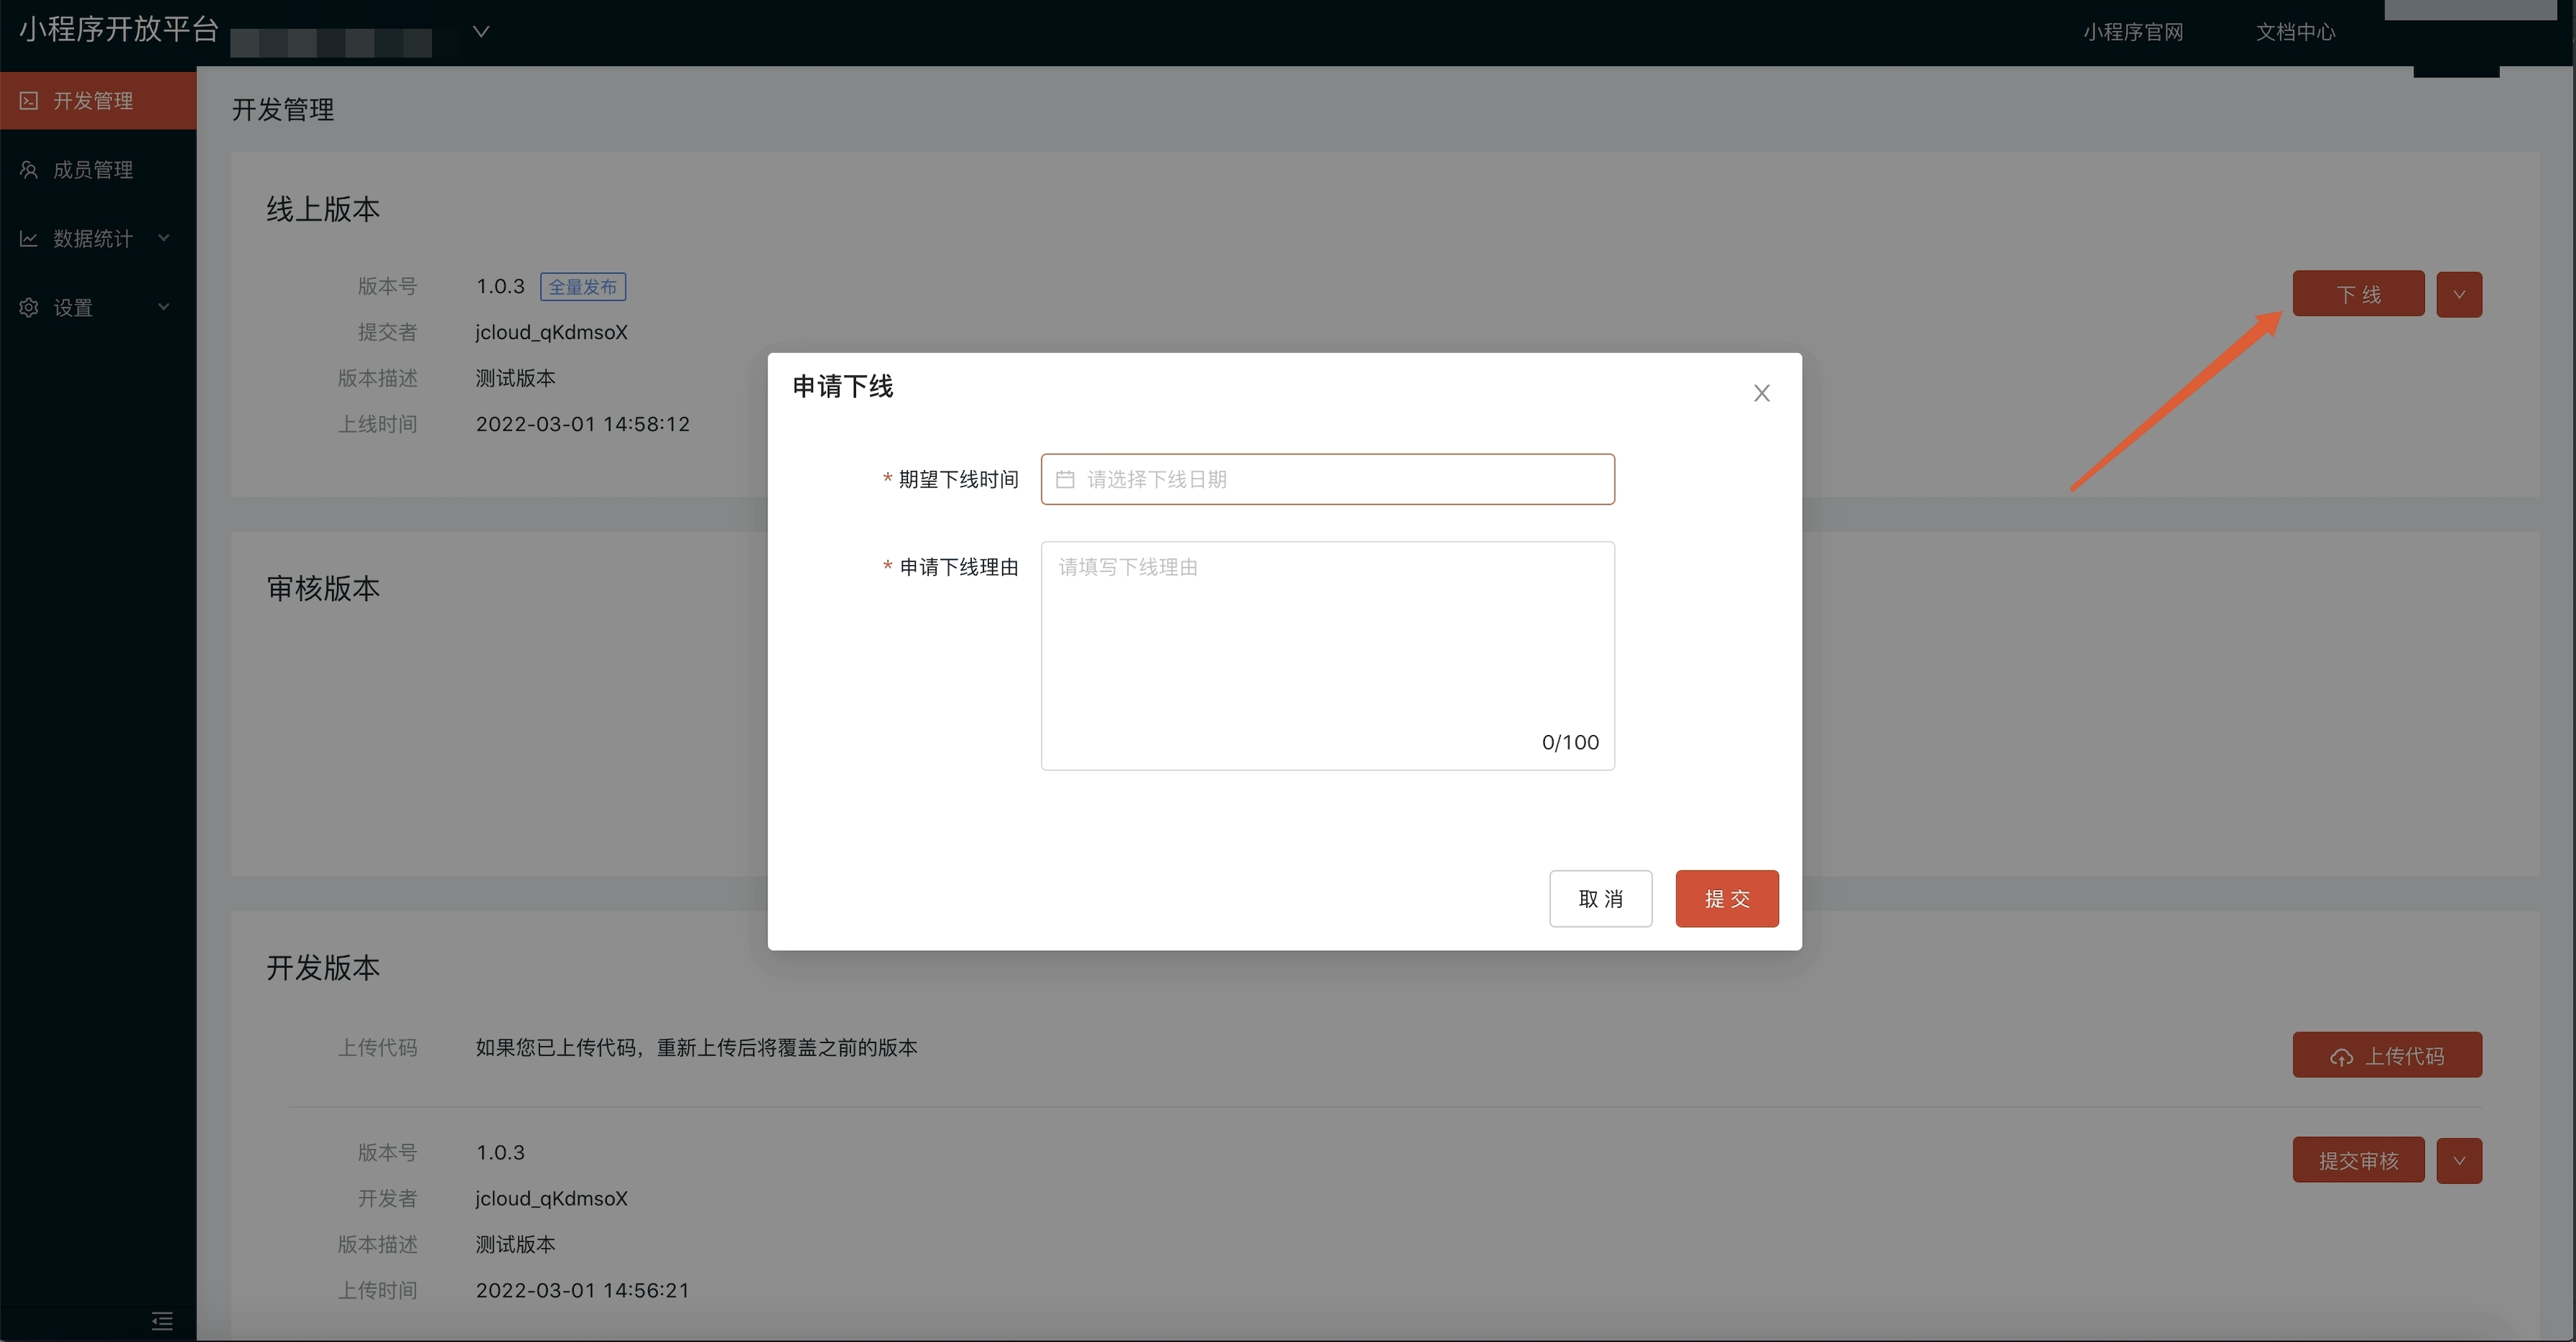 小程序开放平台
小程序官网
文档中心
开发管理
成员管理
数据统计
设置
开发管理
线上版本
版本号 1.0.3 全量发布
下 线
提交者 jcloud_qKdmsoX
版本描述 测试版本
上线时间 2022-03-01 14:58:12
申请下线
* 期望下线时间 请选择下线日期
* 申请下线理由 请填写下线理由
0/100
取 消
提 交
审核版本
开发版本
上传代码 如果您已上传代码，重新上传后将覆盖之前的版本
上传代码
版本号 1.0.3
提交审核
开发者 jcloud_qKdmsoX
版本描述 测试版本
上传时间 2022-03-01 14:56:21